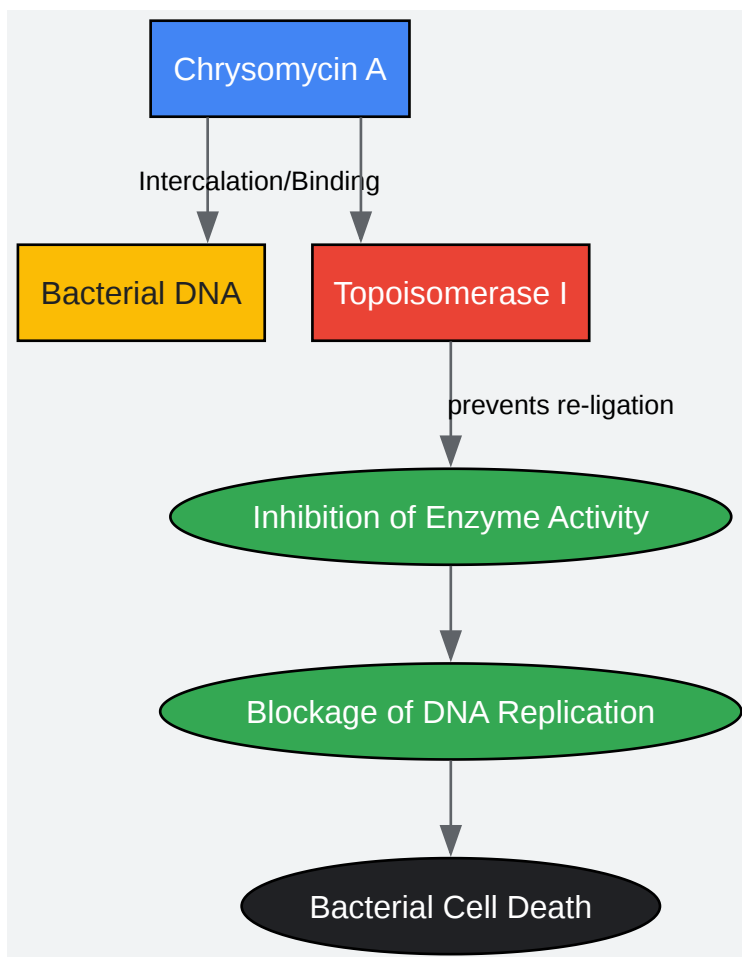 Chrysomycin A
Intercalation/Binding
Bacterial DNA
Topoisomerase I
prevents re-ligation
Inhibition of Enzyme Activity
Blockage of DNA Replication
Bacterial Cell Death